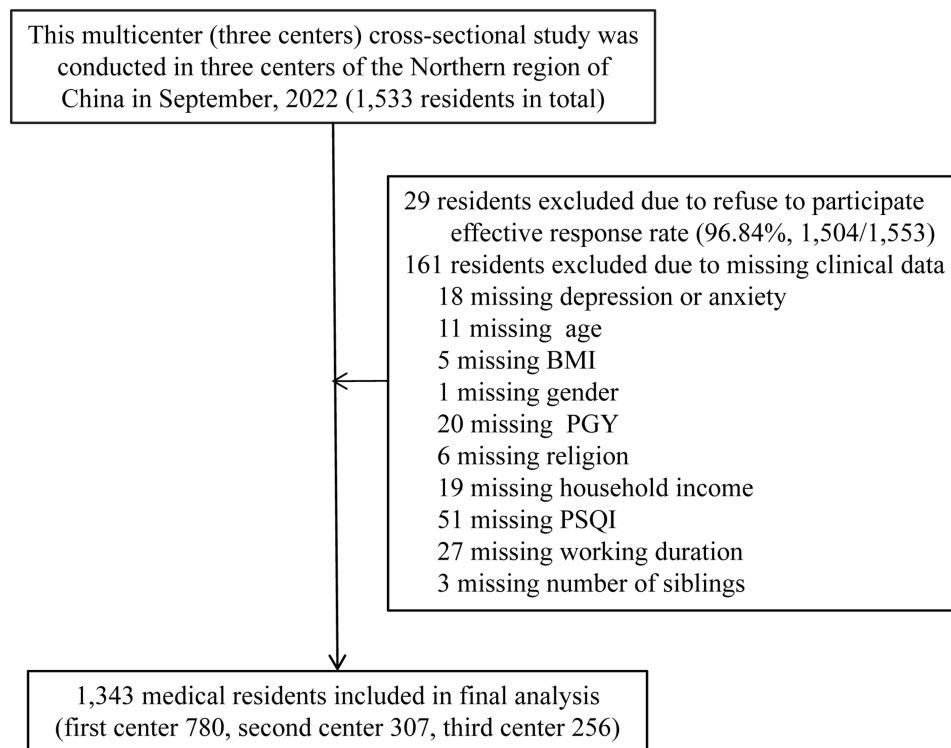 This multicenter (three centers) cross-sectional study was
conducted in three centers of the Northern region of
China in September, 2022 (1,533 residents in total)
29 residents excluded due to refuse to participate
effective response rate (96.84%, 1,504/1,553)
161 residents excluded due to missing clinical data
18 missing depression or anxiety
11 missing age
5 missing BMI
1 missing gender
20 missing PGY
6 missing religion
19 missing household income
51 missing PSQI
27 missing working duration
3 missing number of siblings
1,343 medical residents included in final analysis
(first center 780, second center 307, third center 256)